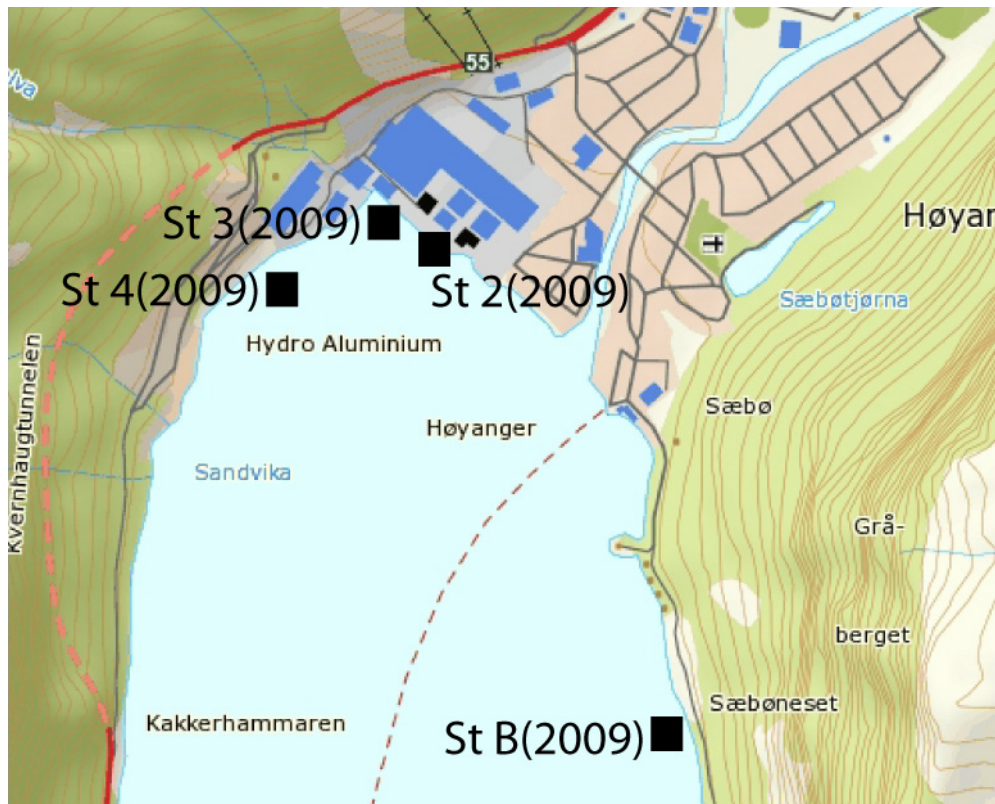 55
elva
St 3(2009)
Høyan
St 4(2009)
St 2(2009)
Sæbøtjørna
Hydro Aluminium
Kvernhaugtunnelen
Høyanger
Sæbø
Sandvika
Grå-
berget
Sæbøneset
Kakkerhammaren
St B(2009)